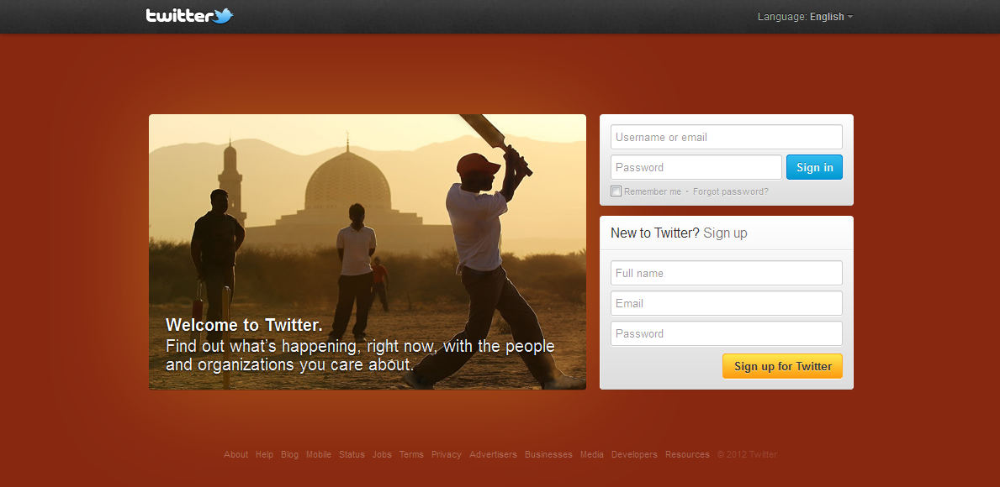 twitter
Language: English
Username or email
Password
Sign in
Remember me · Forgot password?
Welcome to Twitter.
Find out what's happening, right now, with the people
and organizations you care about.
New to Twitter? Sign up
Full name
Email
Password
Sign up for Twitter
About Help Blog Mobile Status Jobs Terms Privacy Advertisers Businesses Media Developers Resources © 2012 Twitter